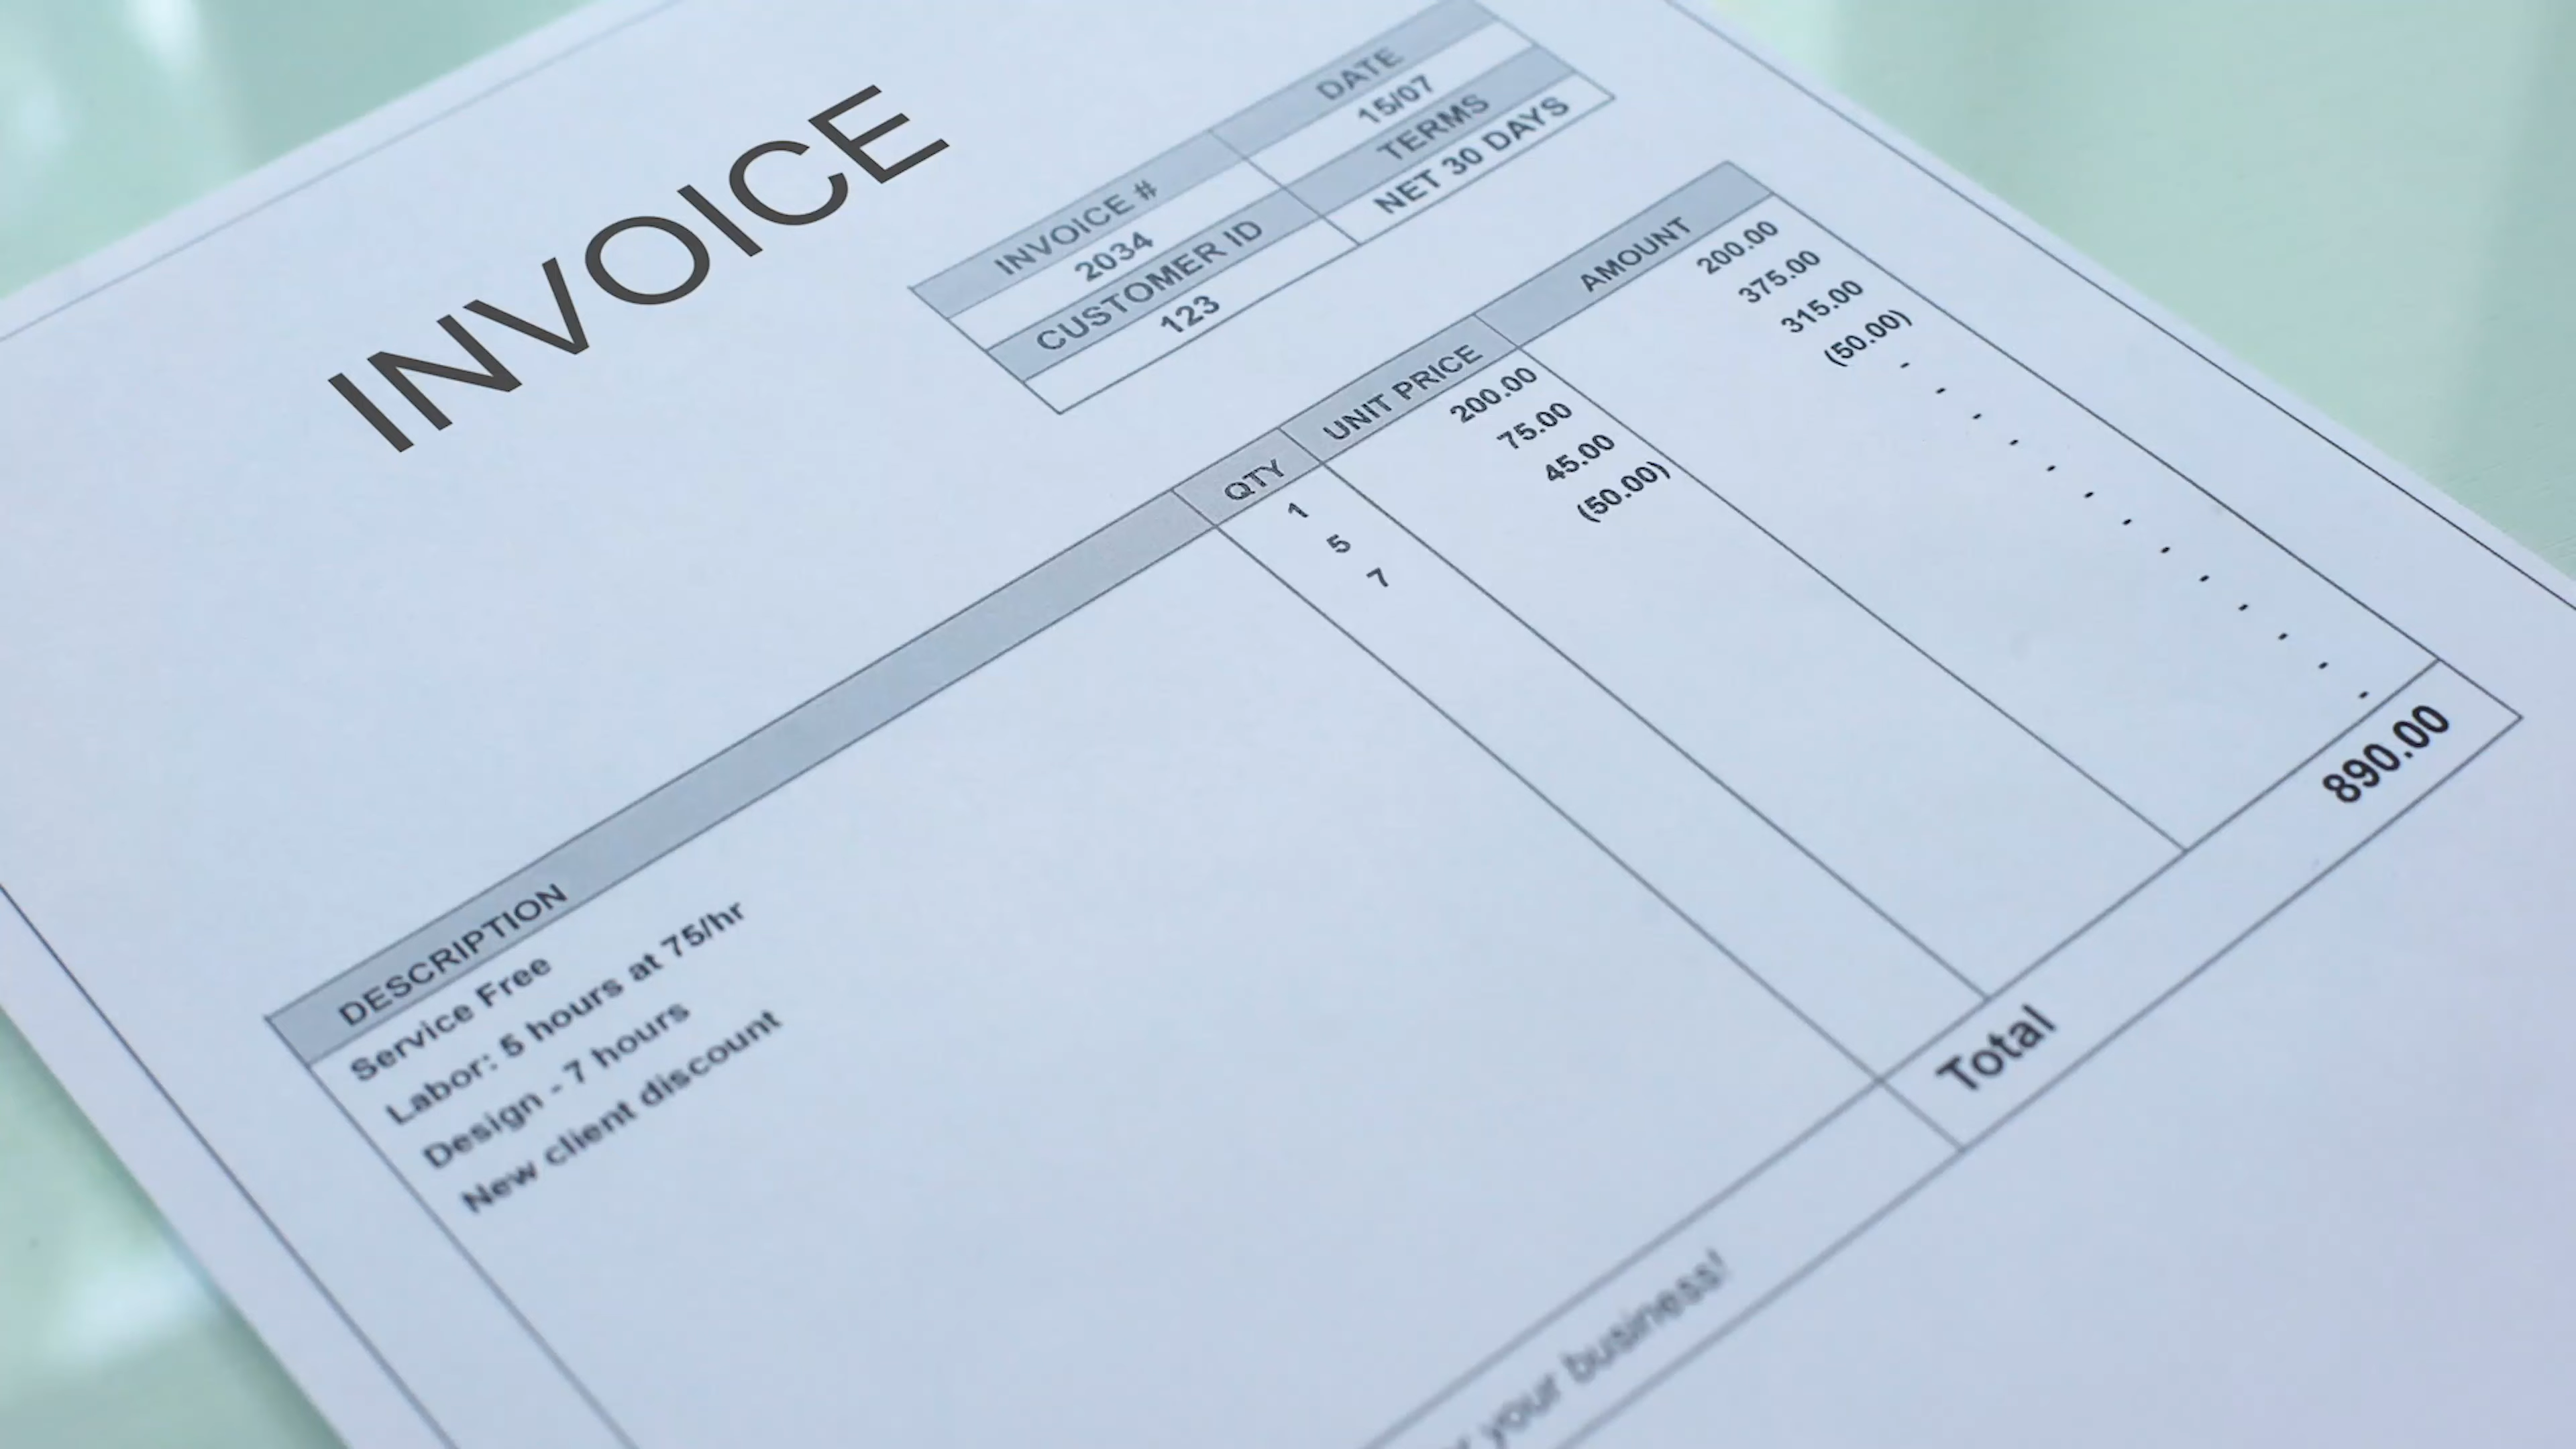 INVOICE
INVOICE # DATE
2034 15/07
CUSTOMER ID TERMS
123 NET 30 DAYS
DESCRIPTION QTY UNIT PRICE AMOUNT
Service Free 1 200.00 200.00
Labor: 5 hours at 75/hr 5 75.00 375.00
Design - 7 hours 7 45.00 315.00
New client discount (50.00) (50.00)
-
-
-
-
-
-
-
-
-
-
-
-
-
Total 890.00
your business!